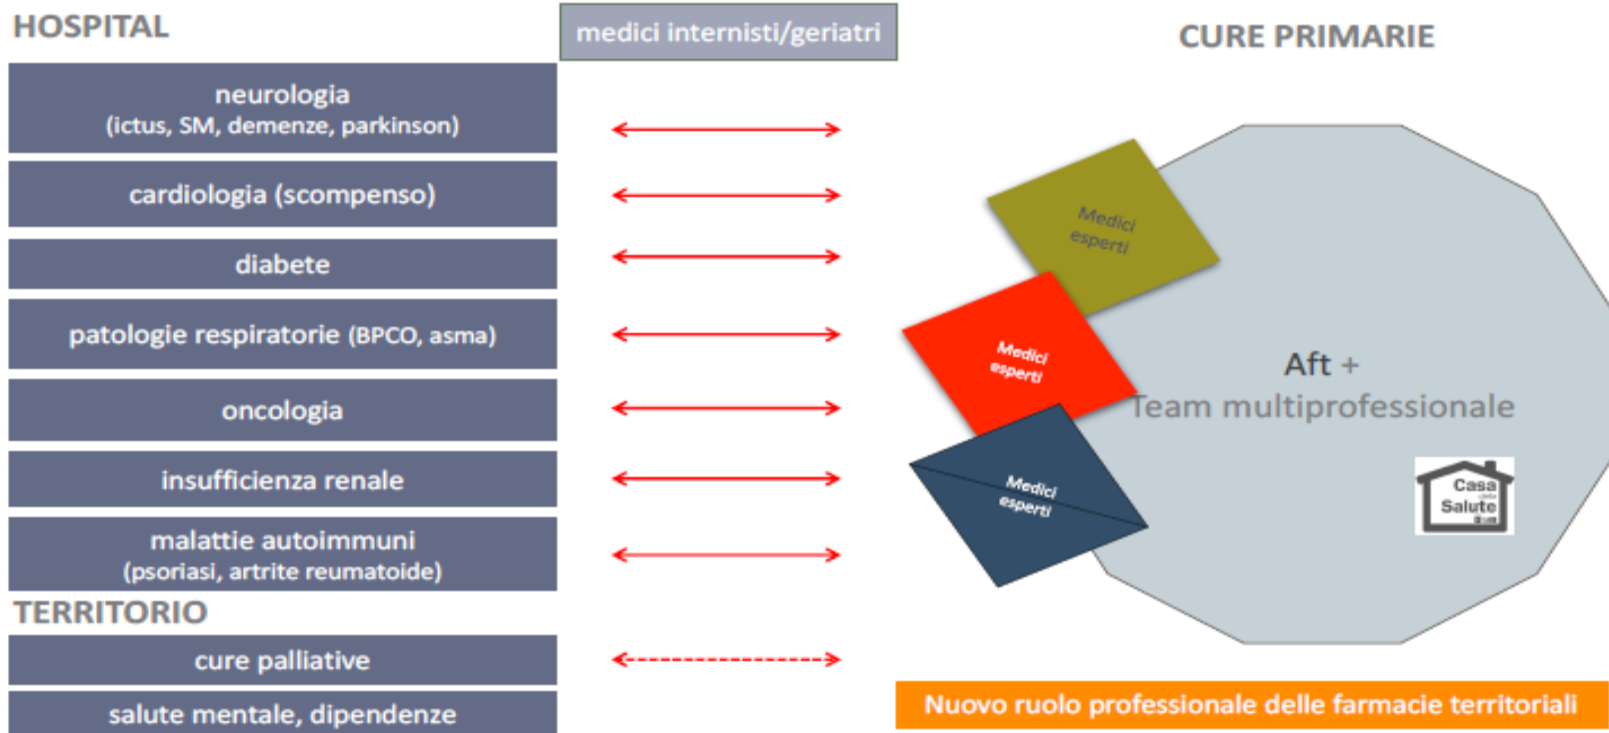 HOSPITAL
medici internisti/geriatri
CURE PRIMARIE
neurologia
(ictus, SM, demenze, parkinson)
cardiologia (scompenso)
diabete
patologie respiratorie (BPCO, asma)
oncologia
insufficienza renale
malattie autoimmuni
(psoriasi, artrite reumatoide)
TERRITORIO
cure palliative
salute mentale, dipendenze
Medici
esperti
Medici
esperti
Medici
esperti
Aft +
Team multiprofessionale
Casa
della
Salute
Nuovo ruolo professionale delle farmacie territoriali